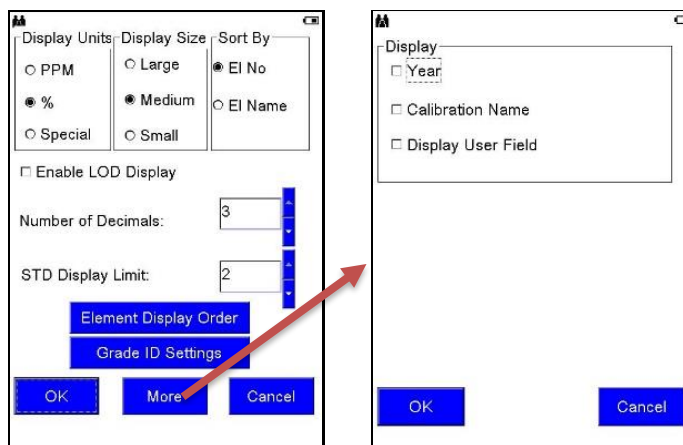 Display Units Display Size Sort By
PPM Large El No
% Medium El Name
Special Small
Enable LOD Display
Number of Decimals: 3
STD Display Limit: 2
Element Display Order
Grade ID Settings
OK More Cancel
Display
Year
Calibration Name
Display User Field
OK Cancel